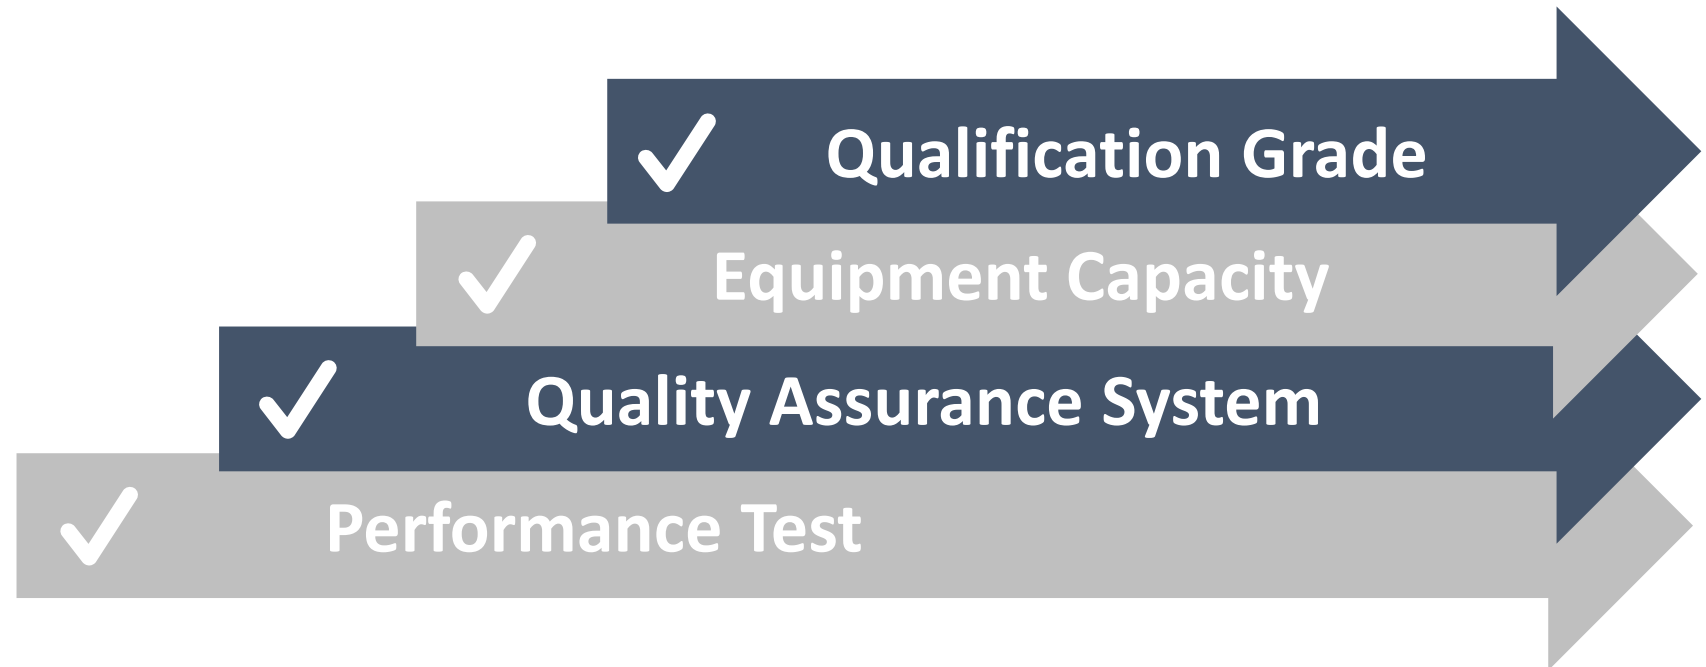 Qualification Grade
Equipment Capacity
Quality Assurance System
Performance Test